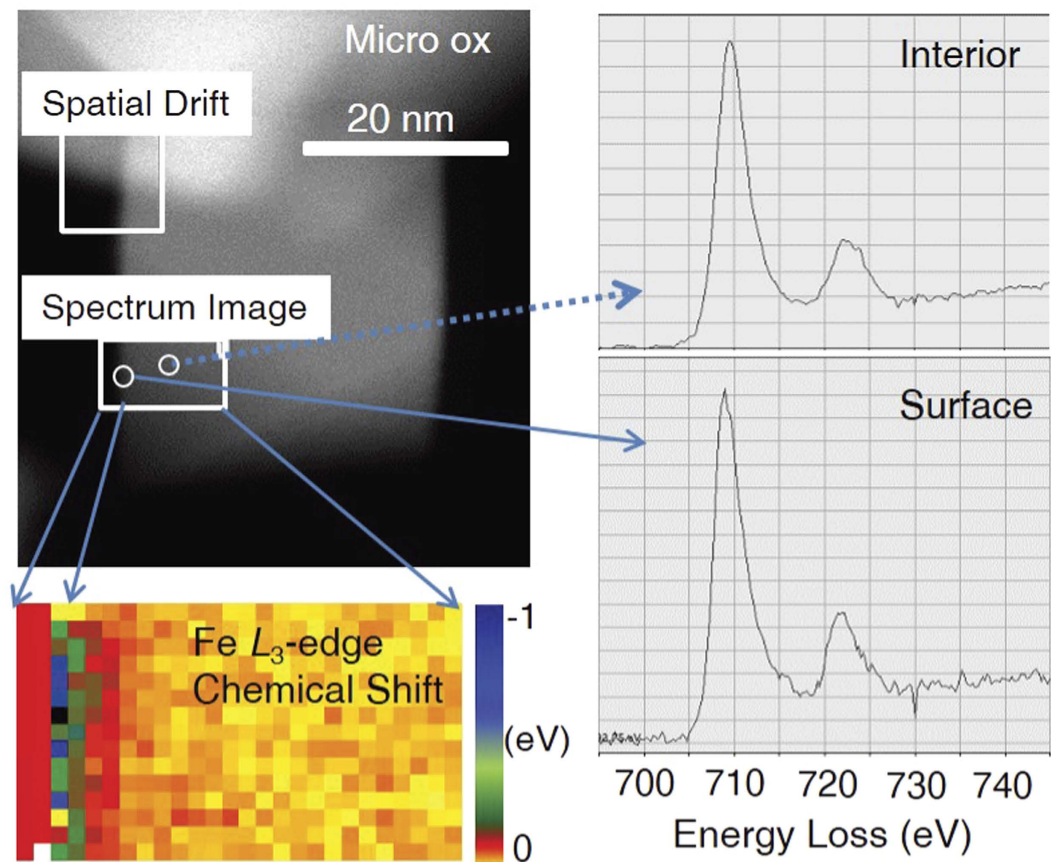 Micro ox
Spatial Drift
20 nm
Spectrum Image
Interior
Surface
Fe L₃-edge
Chemical Shift
-1
(eV)
0
700 710 720 730 740
Energy Loss (eV)